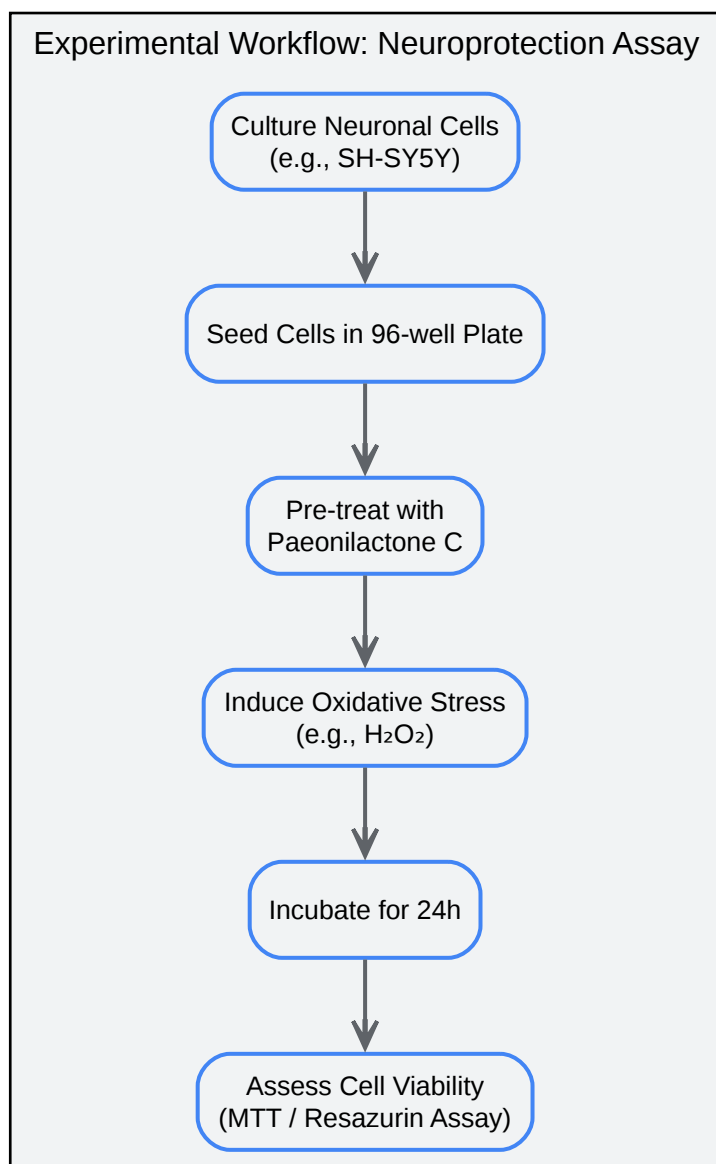 Experimental Workflow: Neuroprotection Assay
Culture Neuronal Cells
(e.g., SH-SY5Y)
Seed Cells in 96-well Plate
Pre-treat with
Paeonilactone C
Induce Oxidative Stress
(e.g., H₂O₂)
Incubate for 24h
Assess Cell Viability
(MTT / Resazurin Assay)